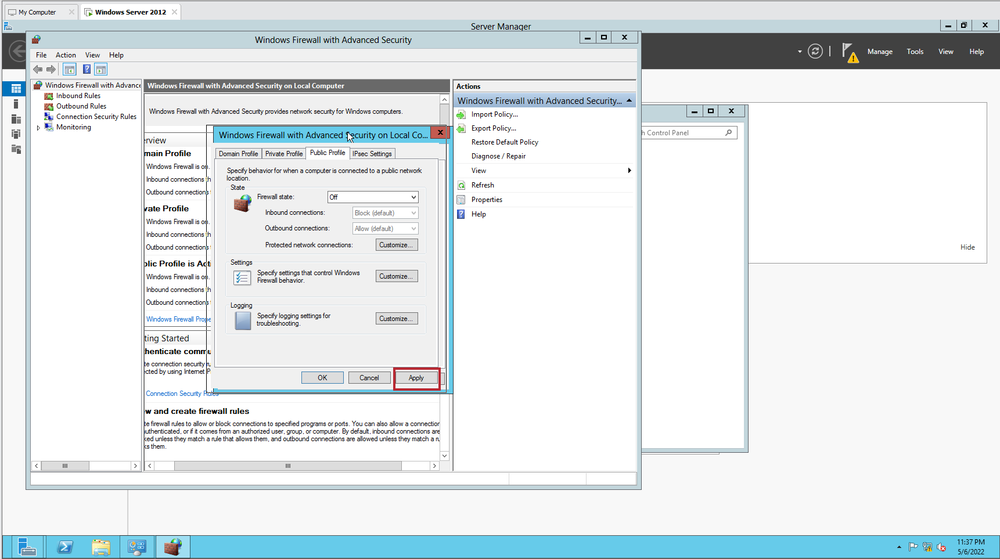 My Computer
Windows Server 2012
Server Manager
Manage
Tools
View
Help
Windows Firewall with Advanced Security
File
Action
View
Help
Windows Firewall with Advance
Inbound Rules
Outbound Rules
Connection Security Rules
Monitoring
Windows Firewall with Advanced Security on Local Computer
Windows Firewall with Advanced Security provides network security for Windows computers.
rview
main Profile
Windows Firewall is on.
Inbound connections th
Outbound connections
vate Profile
Windows Firewall is on.
Inbound connections th
Outbound connections
blic Profile is Acti
Windows Firewall is on.
Inbound connections th
Outbound connections
Windows Firewall Prope
ting Started
thenticate commu
te connection security ru
ected by using Internet P
Connection Security Rules
w and create firewall rules
te firewall rules to allow or block connections to specified programs or ports. You can also allow a connection
uthenticated, or if it comes from an authorized user, group, or computer. By default, inbound connections are
ked unless they match a rule that allows them, and outbound connections are allowed unless they match a ru
ks them.
Windows Firewall with Advanced Security on Local Co...
Domain Profile
Private Profile
Public Profile
IPsec Settings
Specify behavior for when a computer is connected to a public network
location.
State
Firewall state:
Off
Inbound connections:
Block (default)
Outbound connections:
Allow (default)
Protected network connections:
Customize...
Settings
Specify settings that control Windows
Firewall behavior.
Customize...
Logging
Specify logging settings for
troubleshooting.
Customize...
OK
Cancel
Apply
Actions
Windows Firewall with Advanced Security...
Import Policy...
Export Policy...
Restore Default Policy
Diagnose / Repair
View
Refresh
Properties
Help
h Control Panel
Hide
11:37 PM
5/6/2022